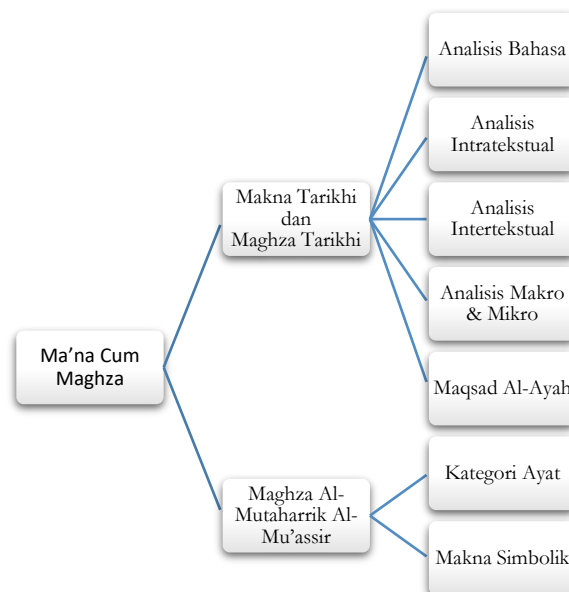 Ma’na Cum
Maghza
Makna Tarikhi
dan
Maghza Tarikhi
Analisis Bahasa
Analisis
Intratekstual
Analisis
Intertekstual
Analisis Makro
& Mikro
Maqsad Al-Ayah
Maghza Al-
Mutaharrik Al-
Mu’assir
Kategori Ayat
Makna Simbolik